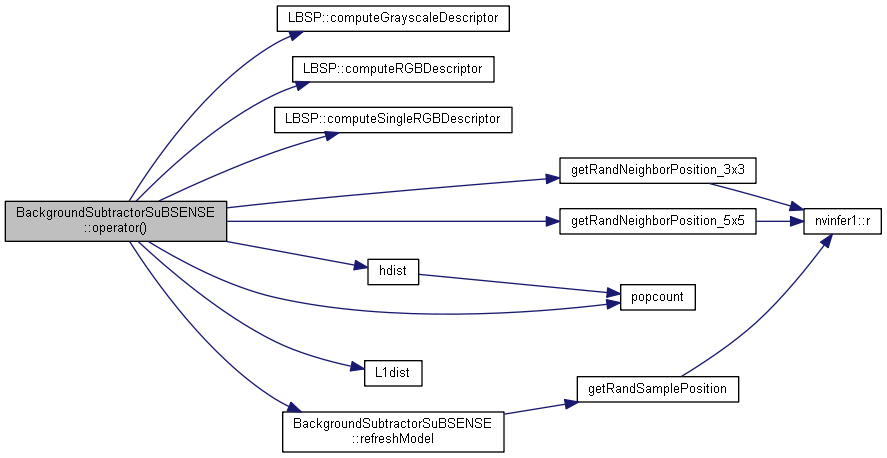 LBSP::computeGrayscaleDescriptor
LBSP::computeRGBDescriptor
LBSP::computeSingleRGBDescriptor
getRandNeighborPosition_3x3
BackgroundSubtractorSuBSENSE
::operator()
getRandNeighborPosition_5x5
nvinfer1::r
hdist
popcount
L1dist
getRandSamplePosition
BackgroundSubtractorSuBSENSE
::refreshModel